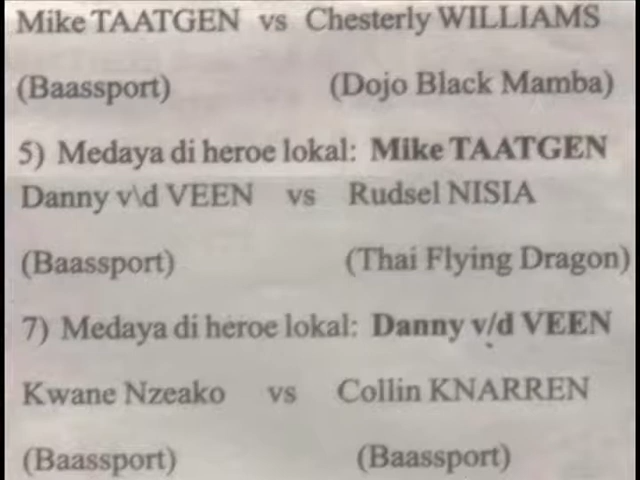 Mike TAATGEN vs Chesterly WILLIAMS
(Baassport) (Dojo Black Mamba)
5) Medaya di heroe lokal: Mike TAATGEN
Danny v\d VEEN vs Rudsel NISIA
(Baassport) (Thai Flying Dragon)
7) Medaya di heroe lokal: Danny v/d VEEN
Kwane Nzeako vs Collin KNARREN
(Baassport) (Baassport)